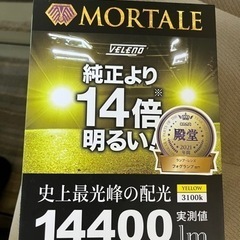 MORTALE
VELENO
純正より
14倍※
明るい。
殿堂
2021
史上最光峰の配光
YELLOW
3100k
14400
実測値
lm